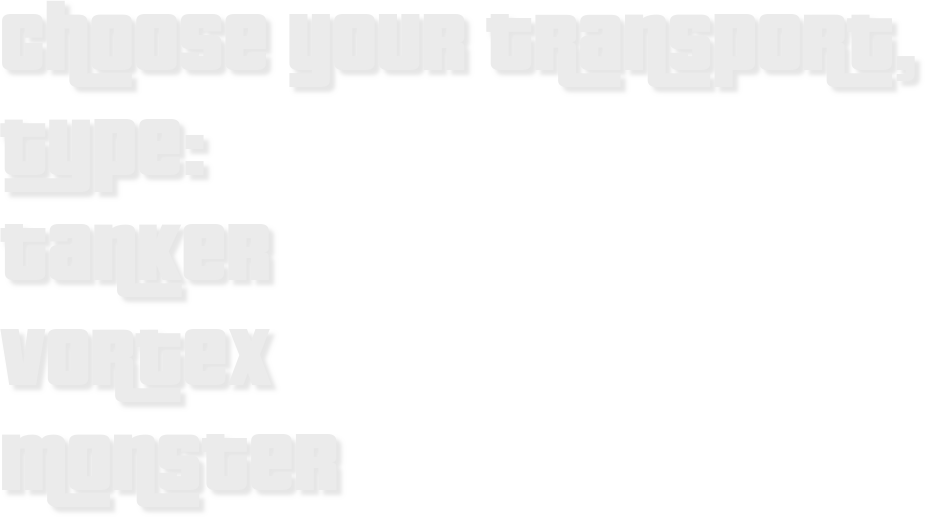 choose your transport,
type:
tanker
vortex
monster